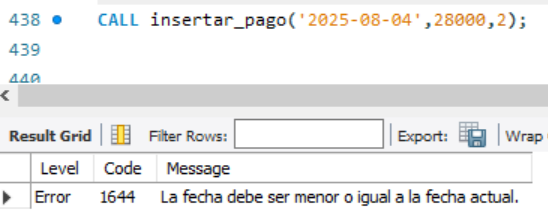 438 CALL insertar_pago('2025-08-04',28000,2);
439
440
Result Grid Filter Rows: Export: Wrap
Level Code Message
Error 1644 La fecha debe ser menor o igual a la fecha actual.